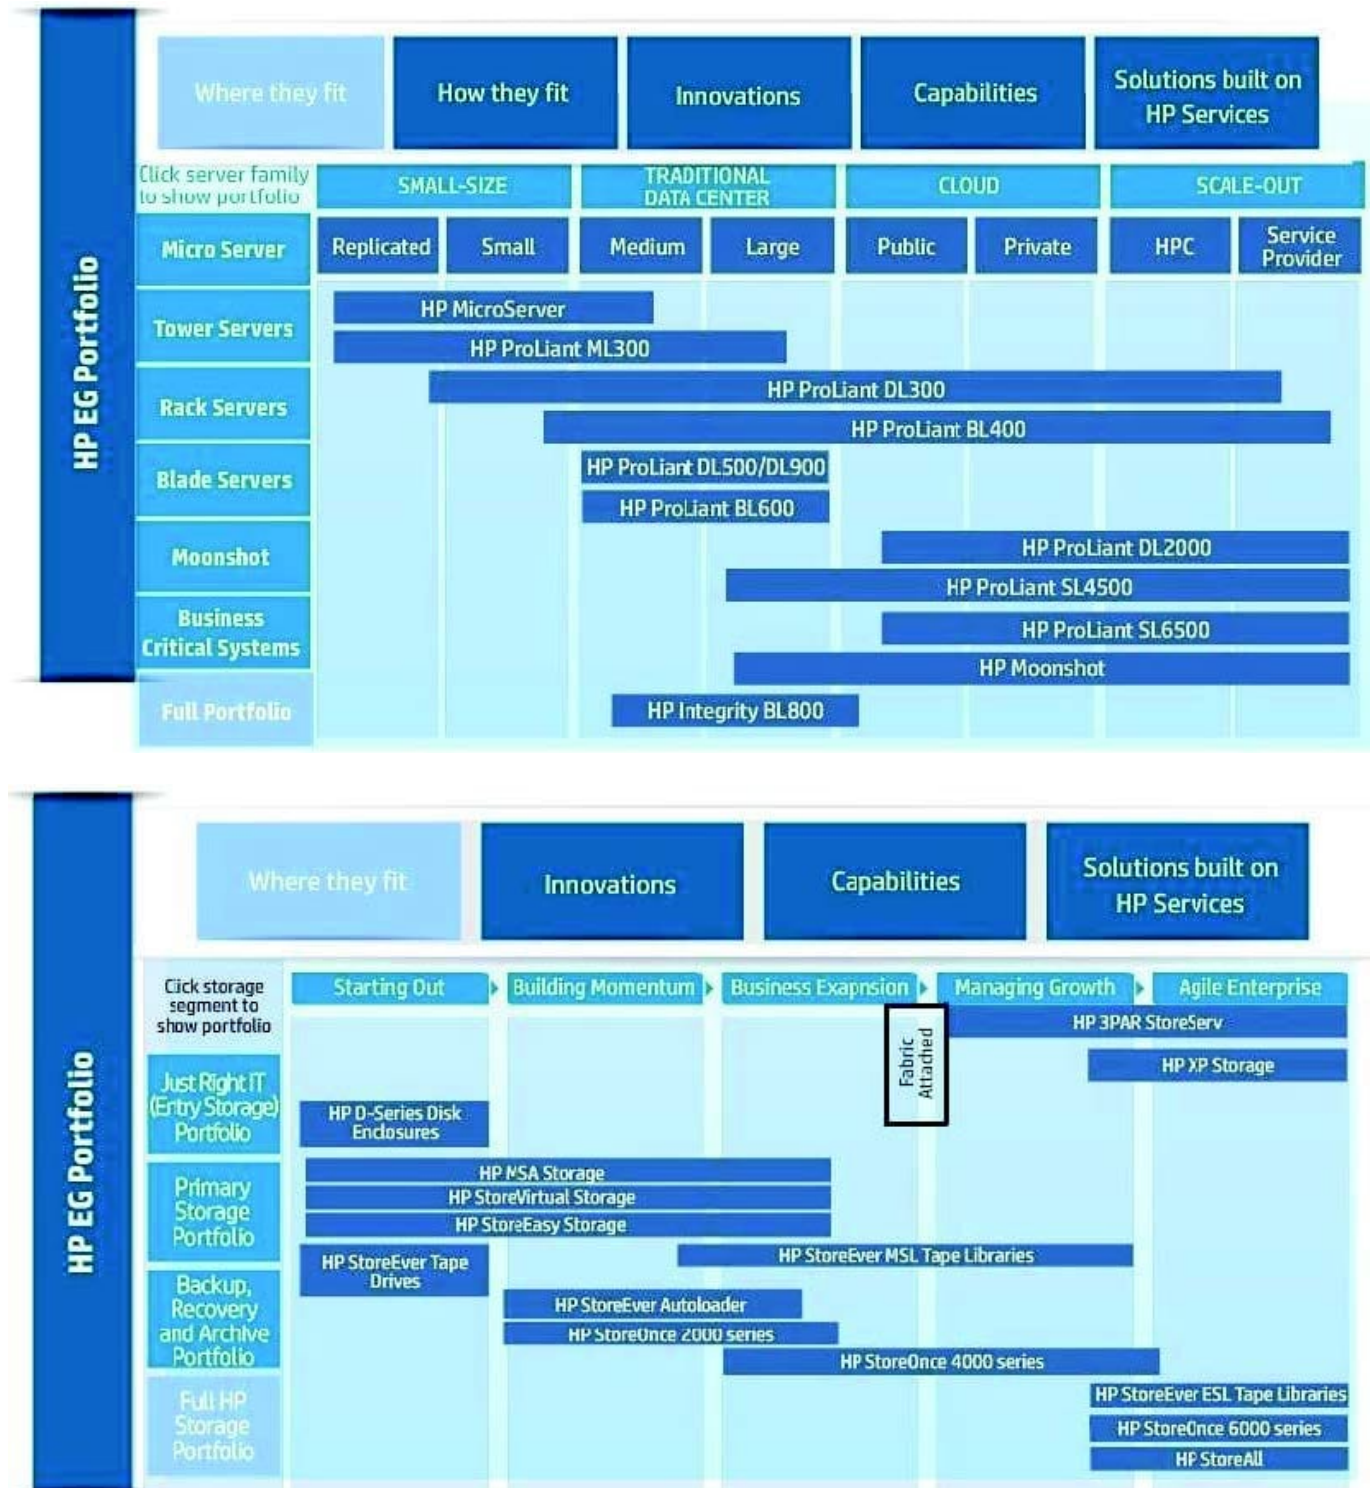 HP EG Portfolio
Where they fit
How they fit
Innovations
Capabilities
Solutions built on
HP Services
Click server family
to show portfolio
SMALL-SIZE
TRADITIONAL
DATA CENTER
CLOUD
SCALE-OUT
Micro Server
Replicated
Small
Medium
Large
Public
Private
HPC
Service
Provider
Tower Servers
HP MicroServer
HP ProLiant ML300
Rack Servers
HP ProLiant DL300
HP ProLiant BL400
Blade Servers
HP ProLiant DL500/DL900
HP ProLiant BL600
Moonshot
HP ProLiant DL2000
HP ProLiant SL4500
Business
Critical Systems
HP ProLiant SL6500
HP Moonshot
Full Portfolio
HP Integrity BL800
HP EG Portfolio
Where they fit
Innovations
Capabilities
Solutions built on
HP Services
Click storage
segment to
show portfolio
Starting Out
Building Momentum
Business Exapnsion
Managing Growth
Agile Enterprise
Fabric
Attached
HP 3PAR StoreServ
HP XP Storage
Just Right IT
(Entry Storage)
Portfolio
HP D-Series Disk
Enclosures
Primary
Storage
Portfolio
HP MSA Storage
HP StoreVirtual Storage
HP StoreEasy Storage
HP StoreEver Tape
Drives
HP StoreEver MSL Tape Libraries
Backup,
Recovery
and Archive
Portfolio
HP StoreEver Autoloader
HP StoreOnce 2000 series
HP StoreOnce 4000 series
Full HP
Storage
Portfolio
HP StoreEver ESL Tape Libraries
HP StoreOnce 6000 series
HP StoreAll